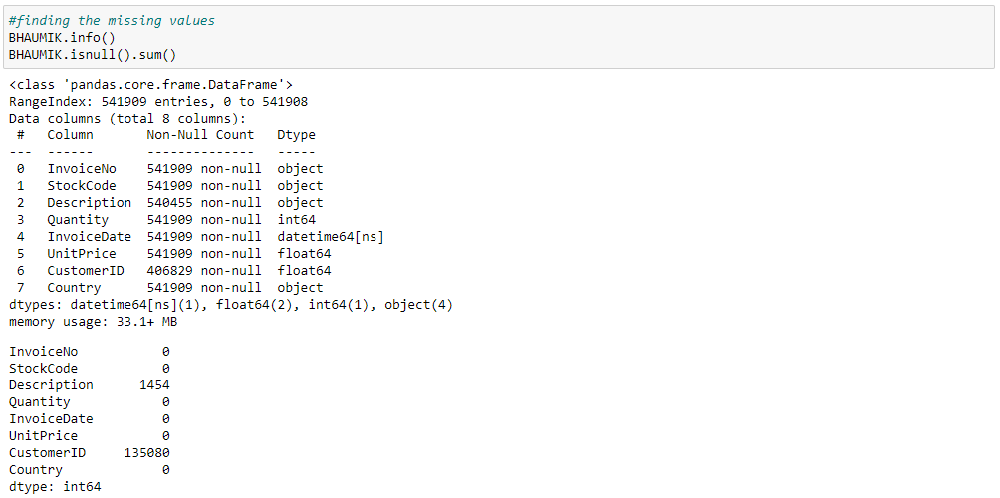 #finding the missing values
BHAUMIK.info()
BHAUMIK.isnull().sum()
<class 'pandas.core.frame.DataFrame'>
RangeIndex: 541909 entries, 0 to 541908
Data columns (total 8 columns):
 #   Column       Non-Null Count   Dtype
---  ------       --------------   -----
 0   InvoiceNo    541909 non-null  object
 1   StockCode    541909 non-null  object
 2   Description  540455 non-null  object
 3   Quantity     541909 non-null  int64
 4   InvoiceDate  541909 non-null  datetime64[ns]
 5   UnitPrice    541909 non-null  float64
 6   CustomerID   406829 non-null  float64
 7   Country      541909 non-null  object
dtypes: datetime64[ns](1), float64(2), int64(1), object(4)
memory usage: 33.1+ MB
InvoiceNo           0
StockCode           0
Description      1454
Quantity            0
InvoiceDate         0
UnitPrice           0
CustomerID     135080
Country             0
dtype: int64